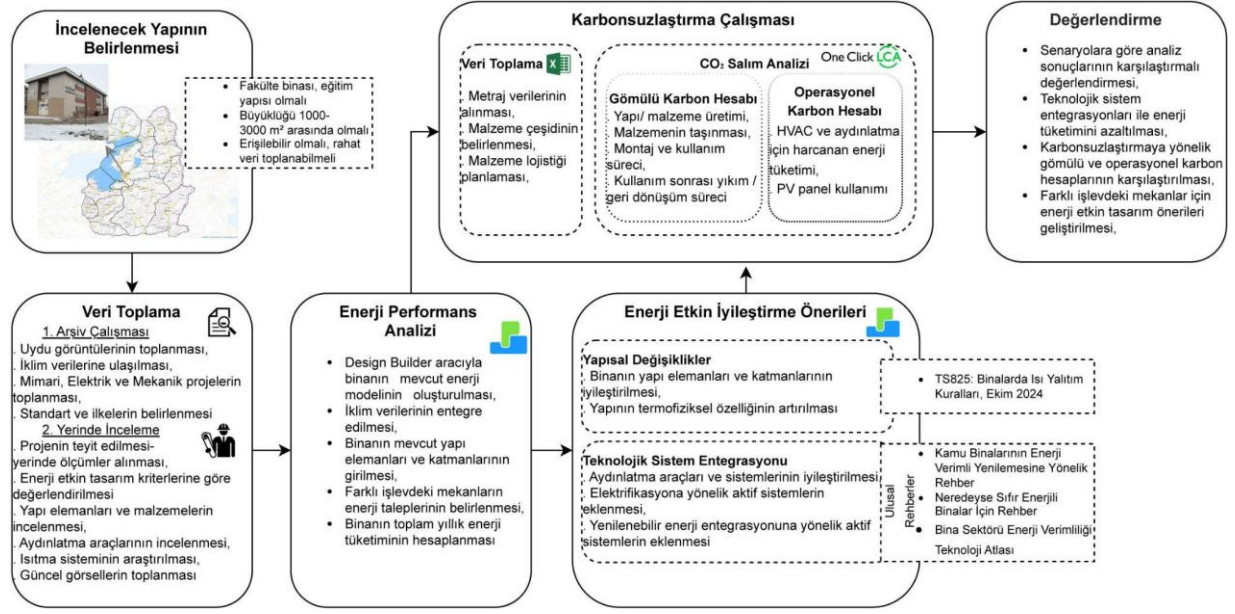 İncelenecek Yapının
Belirlenmesi
Fakülte binası, eğitim
yapısı olmalı
Büyüklüğü 1000-
3000 m² arasında olmalı
Erişilebilir olmalı, rahat
veri toplanabilmeli
Veri Toplama
1. Arşiv Çalışması
. Uydu görüntülerinin toplanması,
. İklim verilerine ulaşılması,
. Mimari, Elektrik ve Mekanik projelerin
toplanması,
. Standart ve ilkelerin belirlenmesi
2. Yerinde İnceleme
. Projenin teyit edilmesi-
yerinde ölçümler alınması,
. Enerji etkin tasarım kriterlerine göre
değerlendirilmesi
. Yapı elemanları ve malzemelerin
incelenmesi,
. Aydınlatma araçlarının incelenmesi,
. Isıtma sisteminin araştırılması,
. Güncel görsellerin toplanması
Enerji Performans
Analizi
Design Builder aracıyla
binanın mevcut enerji
modelinin oluşturulması,
İklim verilerinin entegre
edilmesi,
Binanın mevcut yapı
elemanları ve katmanlarının
girilmesi,
Farklı işlevdeki mekanların
enerji taleplerinin belirlenmesi,
Binanın toplam yıllık enerji
tüketiminin hesaplanması
Enerji Etkin İyileştirme Önerileri
Yapısal Değişiklikler
. Binanın yapı elemanları ve katmanlarının
iyileştirilmesi,
. Yapının termofiziksel özelliğinin artırılması
TS825: Binalarda Isı Yalıtım
Kuralları, Ekim 2024
Teknolojik Sistem Entegrasyonu
. Aydınlatma araçları ve sistemlerinin iyileştirilmesi,
. Elektrifikasyona yönelik aktif sistemlerin
eklenmesi,
. Yenilenebilir enerji entegrasyonuna yönelik aktif
sistemlerin eklenmesi
Ulusal
Rehberler
Kamu Binalarının Enerji
Verimli Yenilemesine Yönelik
Rehber
Neredeyse Sıfır Enerjili
Binalar İçin Rehber
Bina Sektörü Enerji Verimliliği
Teknoloji Atlası
Karbonsuzlaştırma Çalışması
Veri Toplama
. Metraj verilerinin
alınması,
. Malzeme çeşidinin
belirlenmesi,
. Malzeme lojistiği
planlaması,
CO₂ Salım Analizi
One Click LCA
Gömülü Karbon Hesabı
. Yapı/ malzeme üretimi,
. Malzemenin taşınması,
. Montaj ve kullanım
süreci,
. Kullanım sonrası yıkım /
geri dönüşüm süreci
Operasyonel
Karbon Hesabı
. HVAC ve aydınlatma
için harcanan enerji
tüketimi,
. PV panel kullanımı
Değerlendirme
Senaryolara göre analiz
sonuçlarının karşılaştırmalı
değerlendirmesi,
Teknolojik sistem
entegrasyonları ile enerji
tüketimini azaltılması,
Karbonsuzlaştırmaya yönelik
gömülü ve operasyonel karbon
hesaplarının karşılaştırılması,
Farklı işlevdeki mekanlar için
enerji etkin tasarım önerileri
geliştirilmesi,